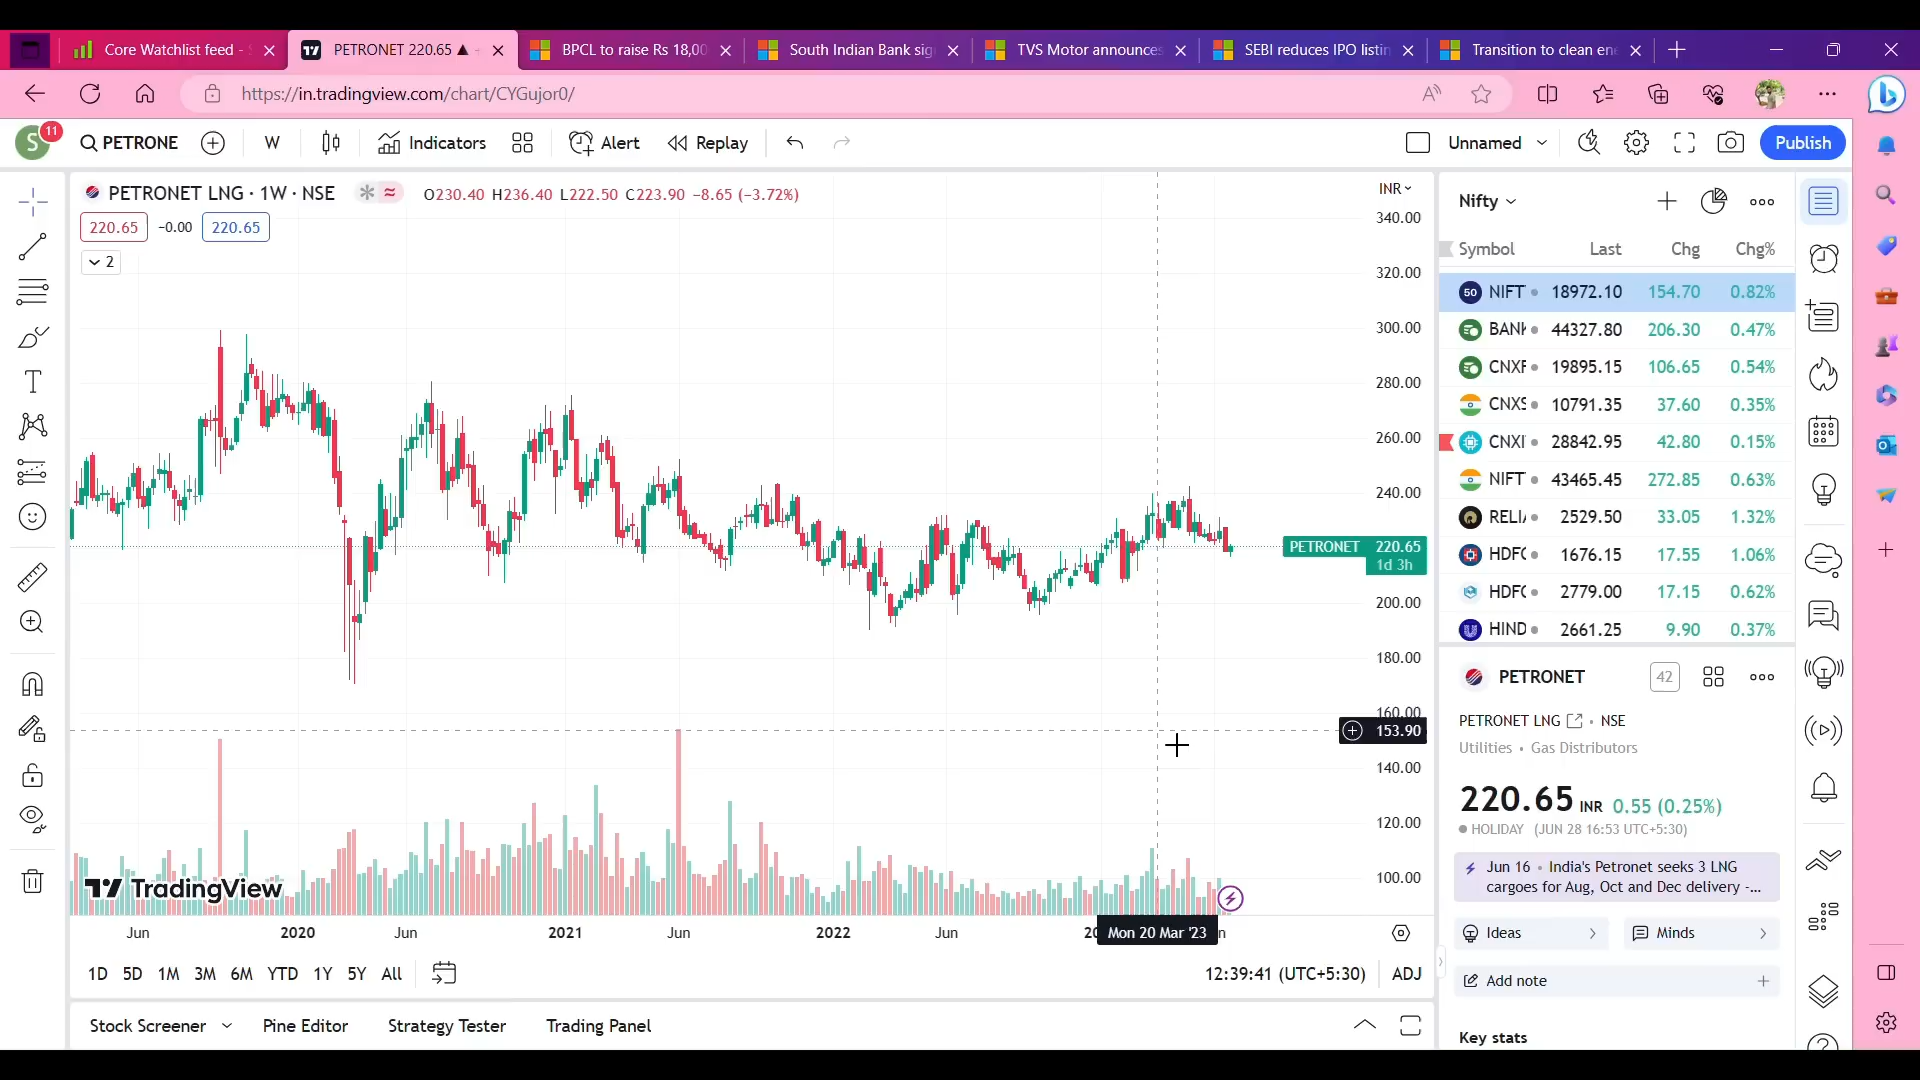 Core Watchlist feed -
PETRONET 220.65 ▲
BPCL to raise Rs 18,00
South Indian Bank sig
TVS Motor announces
SEBI reduces IPO listin
Transition to clean ene
https://in.tradingview.com/chart/CYGujor0/
S 11
PETRONE
W
Indicators
Alert
Replay
Unnamed
Publish
PETRONET LNG · 1W · NSE
O230.40 H236.40 L222.50 C223.90 −8.65 (−3.72%)
220.65 −0.00 220.65
2
INR
340.00
320.00
300.00
280.00
260.00
240.00
PETRONET 220.65
1d 3h
200.00
180.00
160.00
153.90
140.00
120.00
100.00
TradingView
Jun 2020 Jun 2021 Jun 2022 Jun Mon 20 Mar '23
1D 5D 1M 3M 6M YTD 1Y 5Y All
12:39:41 (UTC+5:30) ADJ
Stock Screener Pine Editor Strategy Tester Trading Panel
Nifty
Symbol Last Chg Chg%
50 NIFT 18972.10 154.70 0.82%
BANK 44327.80 206.30 0.47%
CNXF 19895.15 106.65 0.54%
CNXS 10791.35 37.60 0.35%
CNXI 28842.95 42.80 0.15%
NIFT 43465.45 272.85 0.63%
RELI 2529.50 33.05 1.32%
HDFC 1676.15 17.55 1.06%
HDFC 2779.00 17.15 0.62%
HIND 2661.25 9.90 0.37%
PETRONET 42
PETRONET LNG • NSE
Utilities • Gas Distributors
220.65 INR 0.55 (0.25%)
HOLIDAY (JUN 28 16:53 UTC+5:30)
Jun 16 • India's Petronet seeks 3 LNG
cargoes for Aug, Oct and Dec delivery -...
Ideas
Minds
Add note
Key stats